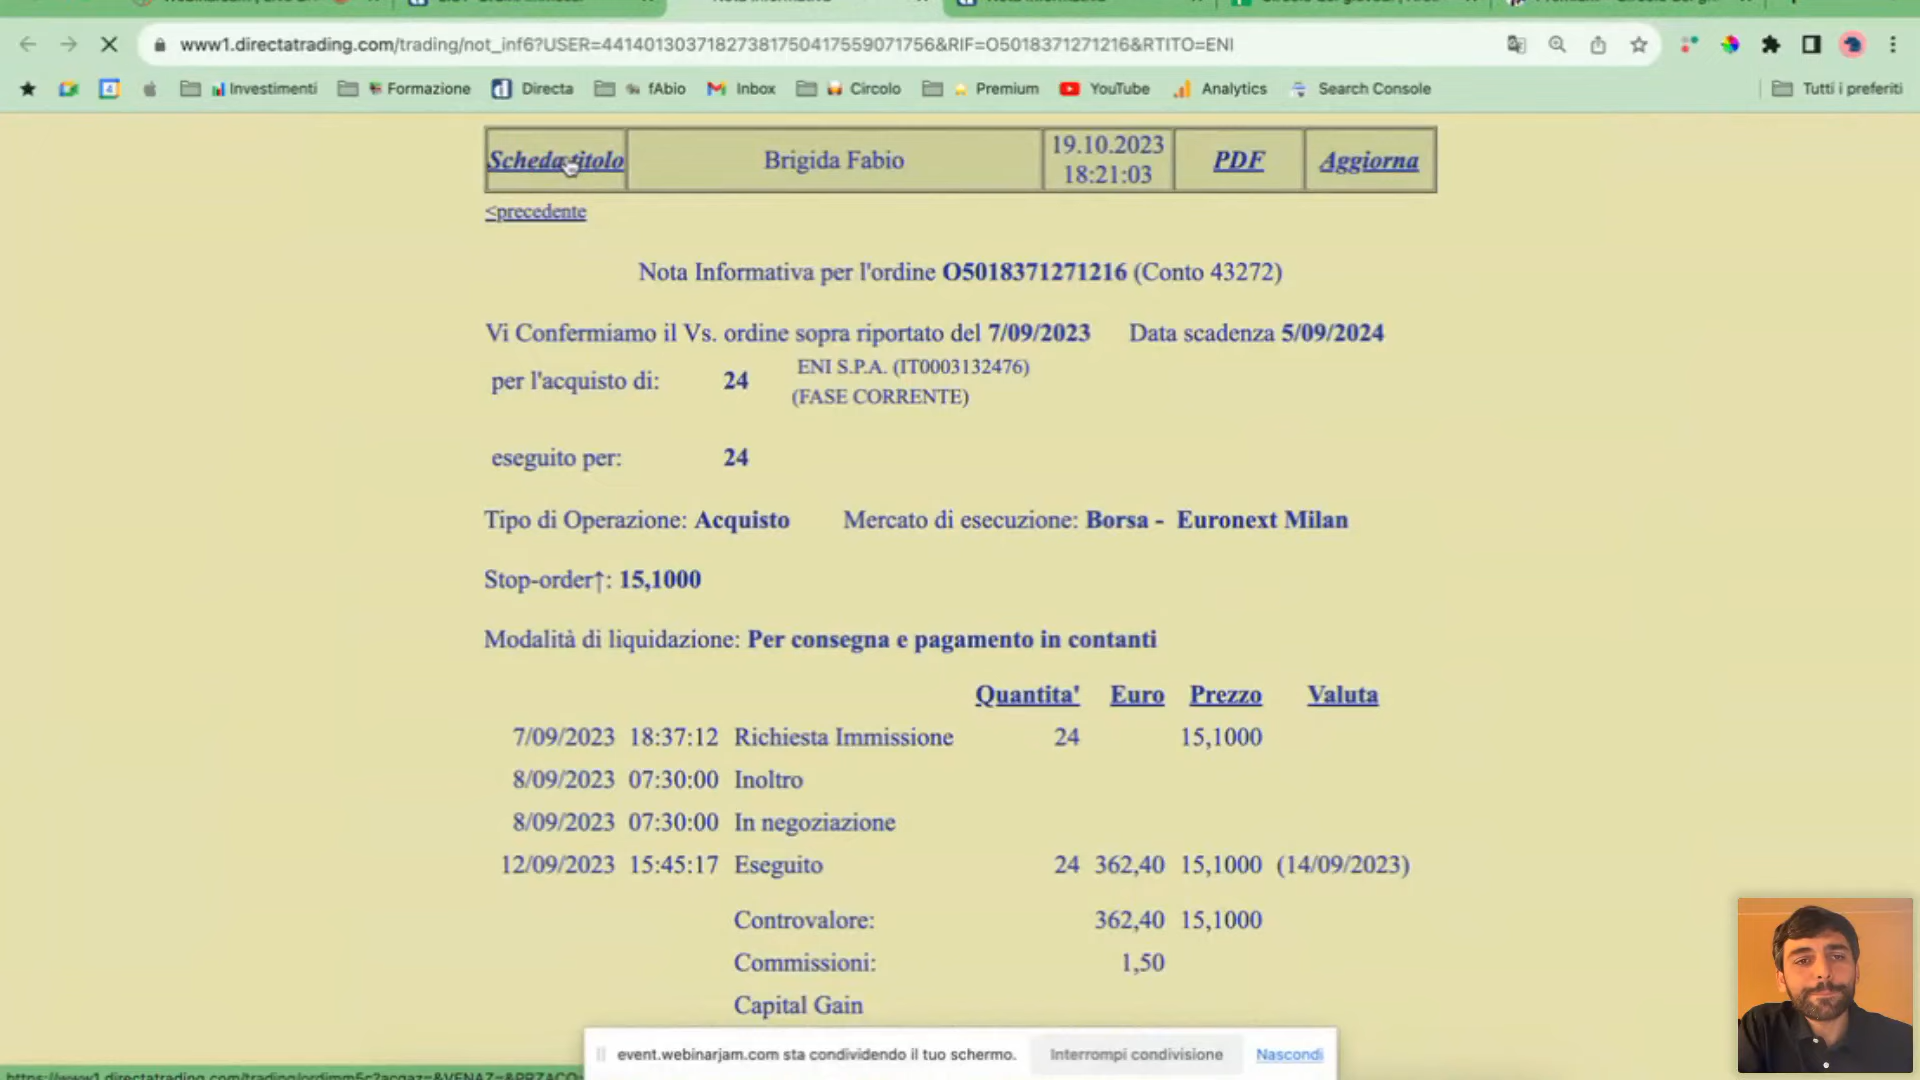 www1.directatrading.com/trading/not_inf6?USER=4414013037182738175041755907175​6&RIF=O5018371271216&RTITO=ENI
Investimenti Formazione Directa fAbio Inbox Circolo Premium YouTube Analytics Search Console Tutti i preferiti
Scheda titolo Brigida Fabio 19.10.2023 18:21:03 PDF Aggiorna
<precedente
Nota Informativa per l'ordine O5018371271216 (Conto 43272)
Vi Confermiamo il Vs. ordine sopra riportato del 7/09/2023 Data scadenza 5/09/2024
per l'acquisto di: 24 ENI S.P.A. (IT0003132476)
(FASE CORRENTE)
eseguito per: 24
Tipo di Operazione: Acquisto Mercato di esecuzione: Borsa - Euronext Milan
Stop-order↑: 15,1000
Modalità di liquidazione: Per consegna e pagamento in contanti
Quantita' Euro Prezzo Valuta
7/09/2023 18:37:12 Richiesta Immissione 24 15,1000
8/09/2023 07:30:00 Inoltro
8/09/2023 07:30:00 In negoziazione
12/09/2023 15:45:17 Eseguito 24 362,40 15,1000 (14/09/2023)
Controvalore: 362,40 15,1000
Commissioni: 1,50
Capital Gain
event.webinarjam.com sta condividendo il tuo schermo. Interrompi condivisione Nascondi